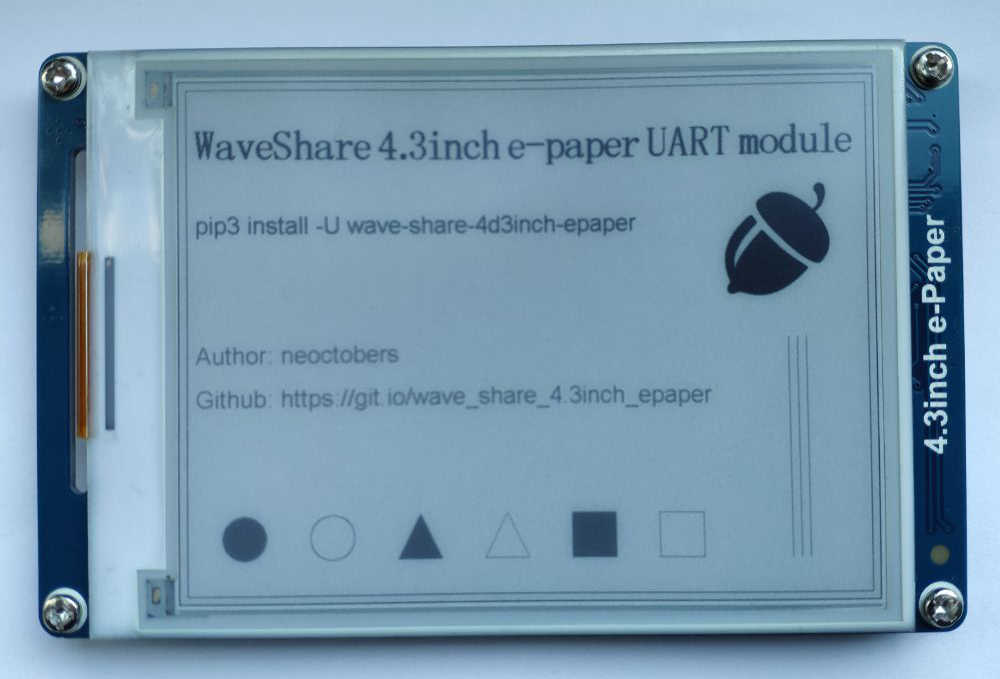 WaveShare 4.3inch e-paper UART module
pip3 install -U wave-share-4d3inch-epaper
Author: neoctobers
Github: https://git.io/wave_share_4.3inch_epaper
4.3inch e-Paper